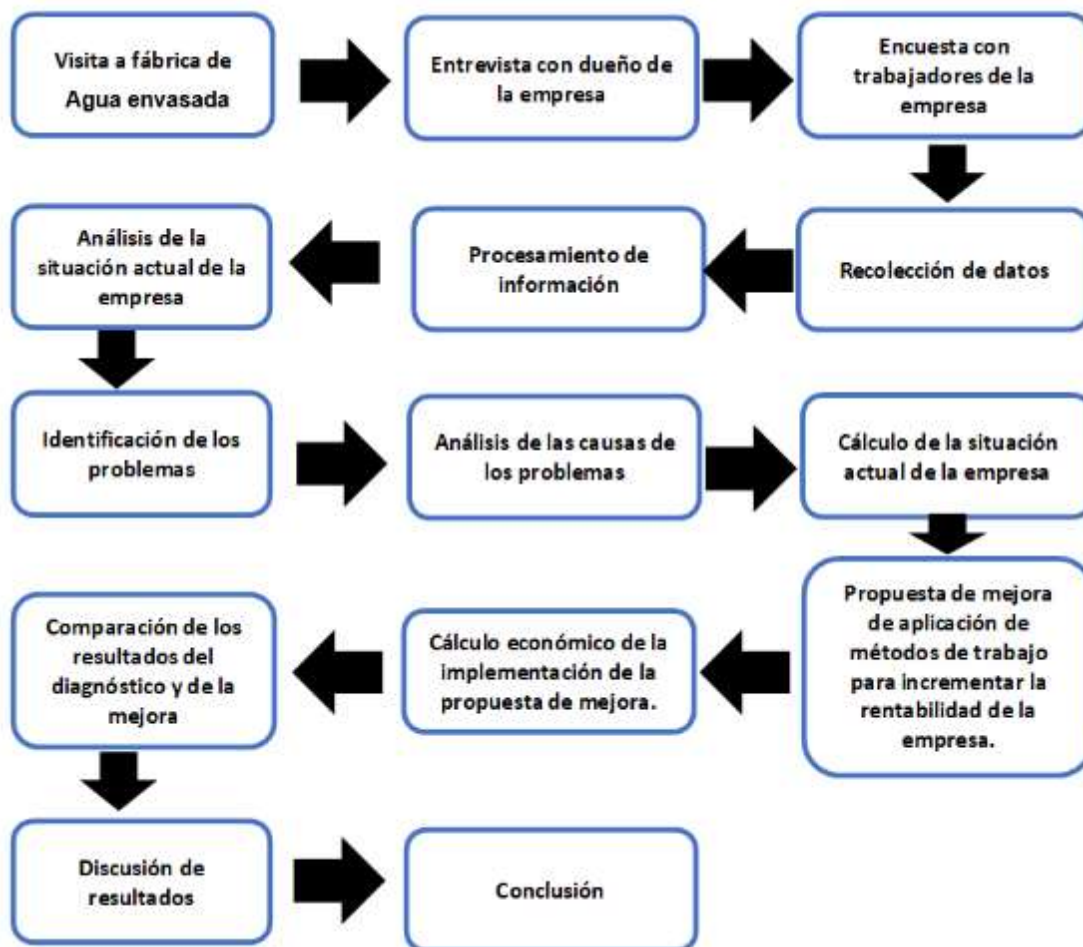 Visita a fábrica de
Agua envasada
Entrevista con dueño de
la empresa
Encuesta con
trabajadores de la
empresa
Recolección de datos
Procesamiento de
información
Análisis de la
situación actual de la
empresa
Identificación de los
problemas
Análisis de las causas de
los problemas
Cálculo de la situación
actual de la empresa
Propuesta de mejora
de aplicación de
métodos de trabajo
para incrementar la
rentabilidad de la
empresa.
Cálculo económico de la
implementación de la
propuesta de mejora.
Comparación de los
resultados del
diagnóstico y de la
mejora
Discusión de
resultados
Conclusión